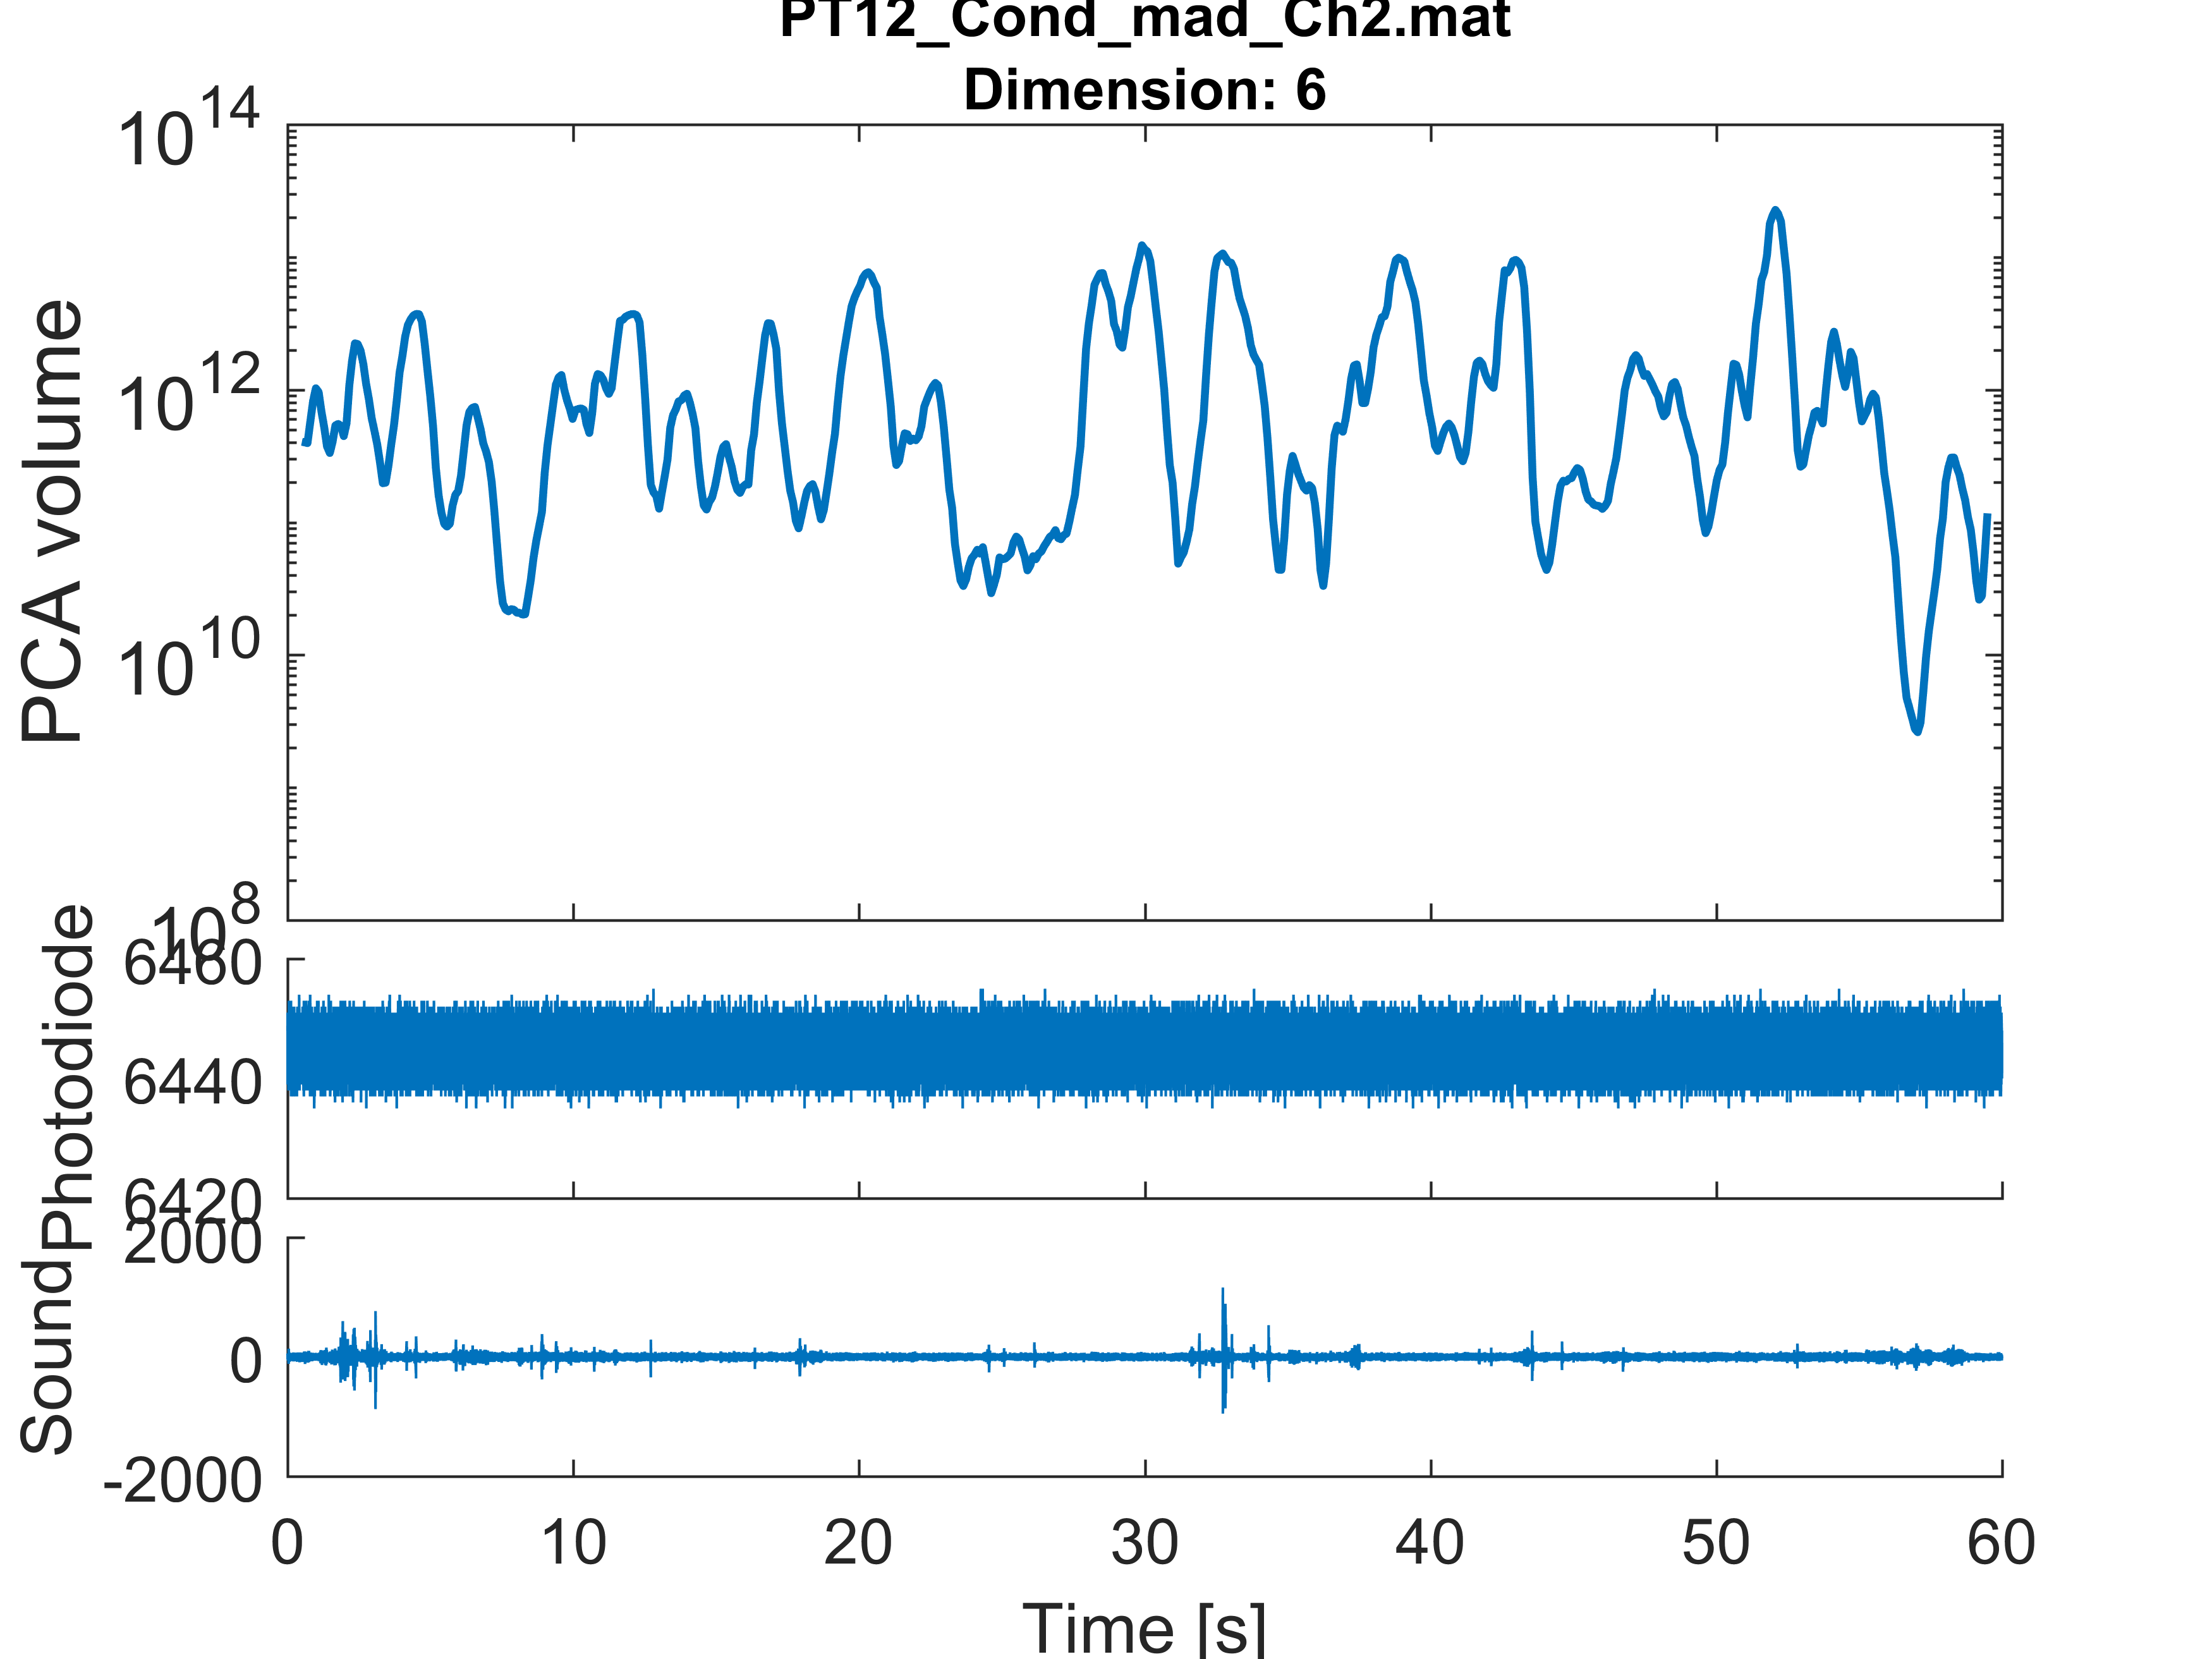 PT12_Cond_mad_Ch2.mat
Dimension: 6
PCA volume
10^14
10^12
10^10
10^8
Photodiode
6460
6440
6420
Sound
2000
0
-2000
0 10 20 30 40 50 60
Time [s]